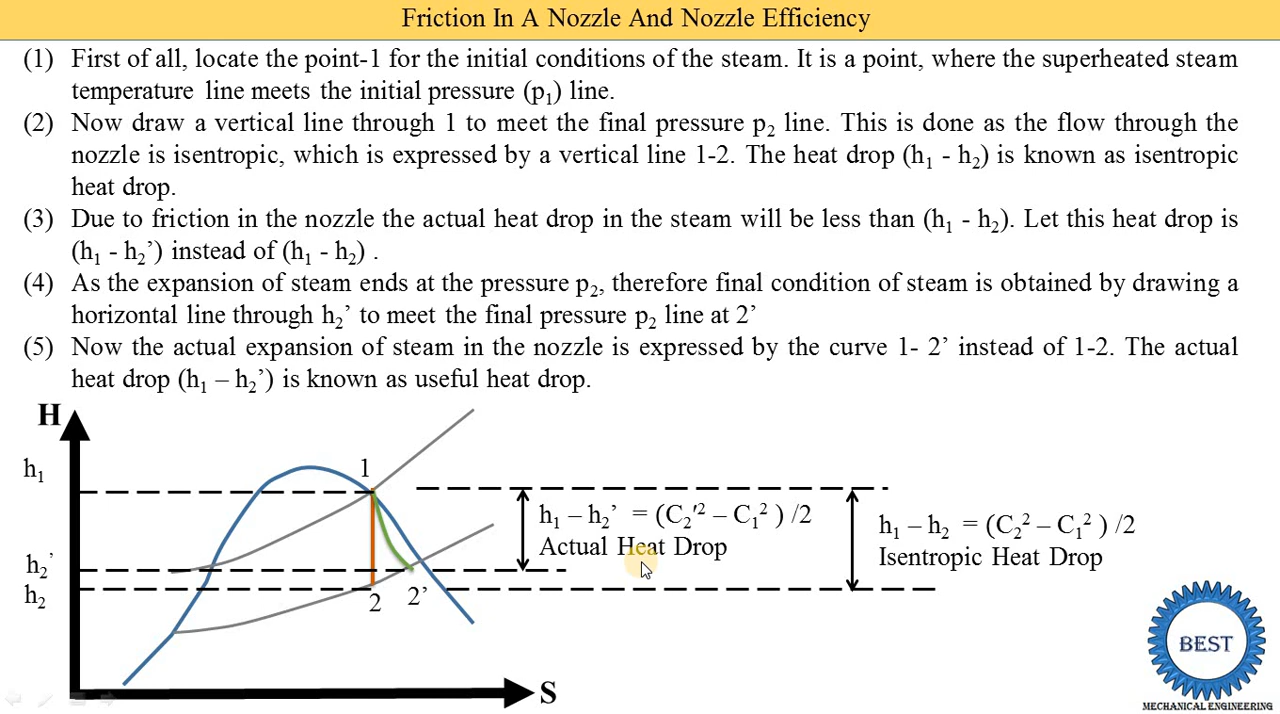 Friction In A Nozzle And Nozzle Efficiency
(1) First of all, locate the point-1 for the initial conditions of the steam. It is a point, where the superheated steam
temperature line meets the initial pressure (p₁) line.
(2) Now draw a vertical line through 1 to meet the final pressure p₂ line. This is done as the flow through the
nozzle is isentropic, which is expressed by a vertical line 1-2. The heat drop (h₁ - h₂) is known as isentropic
heat drop.
(3) Due to friction in the nozzle the actual heat drop in the steam will be less than (h₁ - h₂). Let this heat drop is
(h₁ - h₂’) instead of (h₁ - h₂) .
(4) As the expansion of steam ends at the pressure p₂, therefore final condition of steam is obtained by drawing a
horizontal line through h₂’ to meet the final pressure p₂ line at 2’
(5) Now the actual expansion of steam in the nozzle is expressed by the curve 1- 2’ instead of 1-2. The actual
heat drop (h₁ – h₂’) is known as useful heat drop.
H
h₁
1
h₁ – h₂’ = (C₂′² – C₁² ) /2
Actual Heat Drop
h₁ – h₂ = (C₂² – C₁² ) /2
Isentropic Heat Drop
h₂’
h₂
2
2’
S
BEST
MECHANICAL ENGINEERING